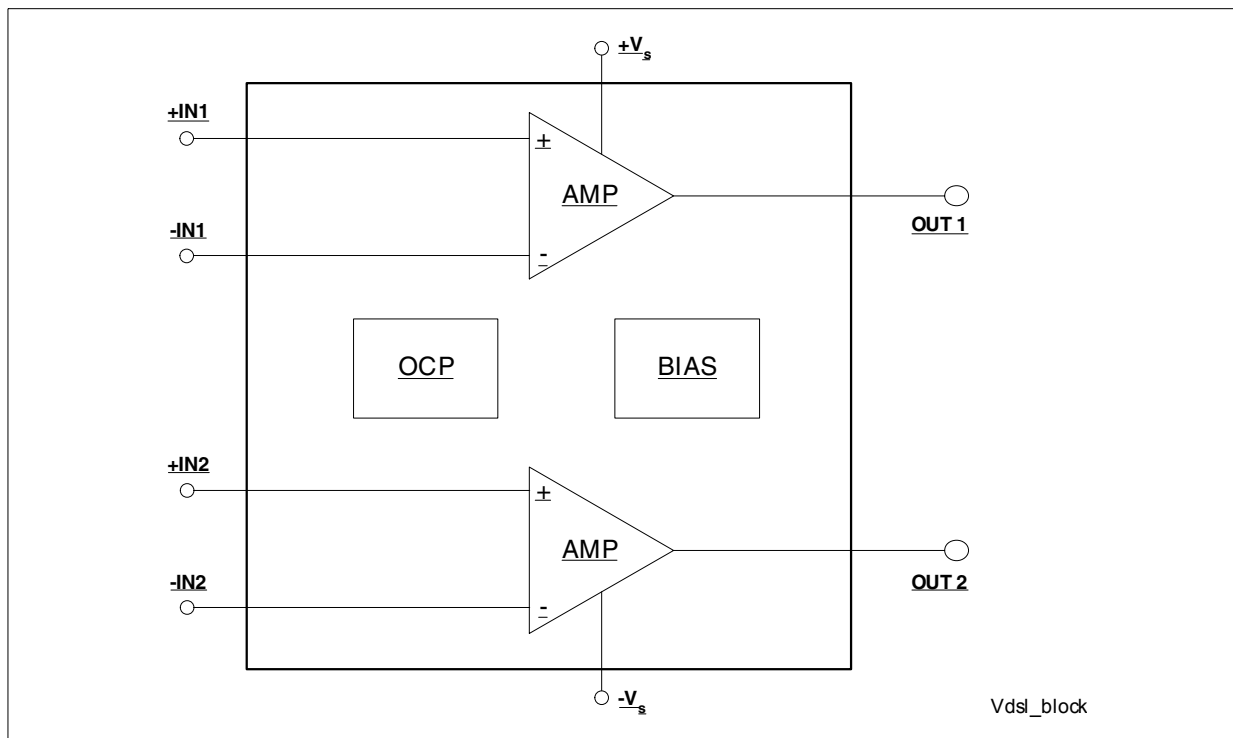 +Vs
+IN1
+
AMP
-IN1
-
OUT 1
OCP
BIAS
+IN2
+
AMP
-IN2
-
OUT 2
-Vs
Vdsl_block